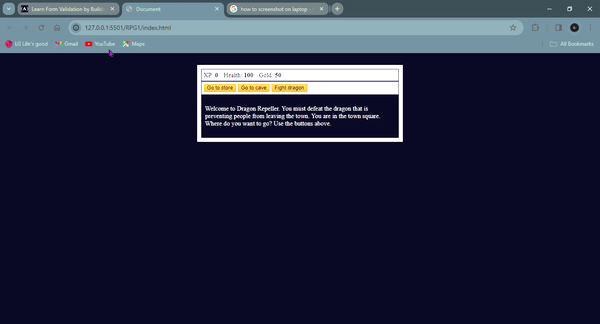 Learn Form Validation by Buildi
Document
how to screenshot on laptop -
127.0.0.1:5501/RPG1/index.html
LG Life's good
Gmail
YouTube
Maps
All Bookmarks
XP: 0 Health: 100 Gold: 50
Go to store Go to cave Fight dragon
Welcome to Dragon Repeller. You must defeat the dragon that is
preventing people from leaving the town. You are in the town square.
Where do you want to go? Use the buttons above.